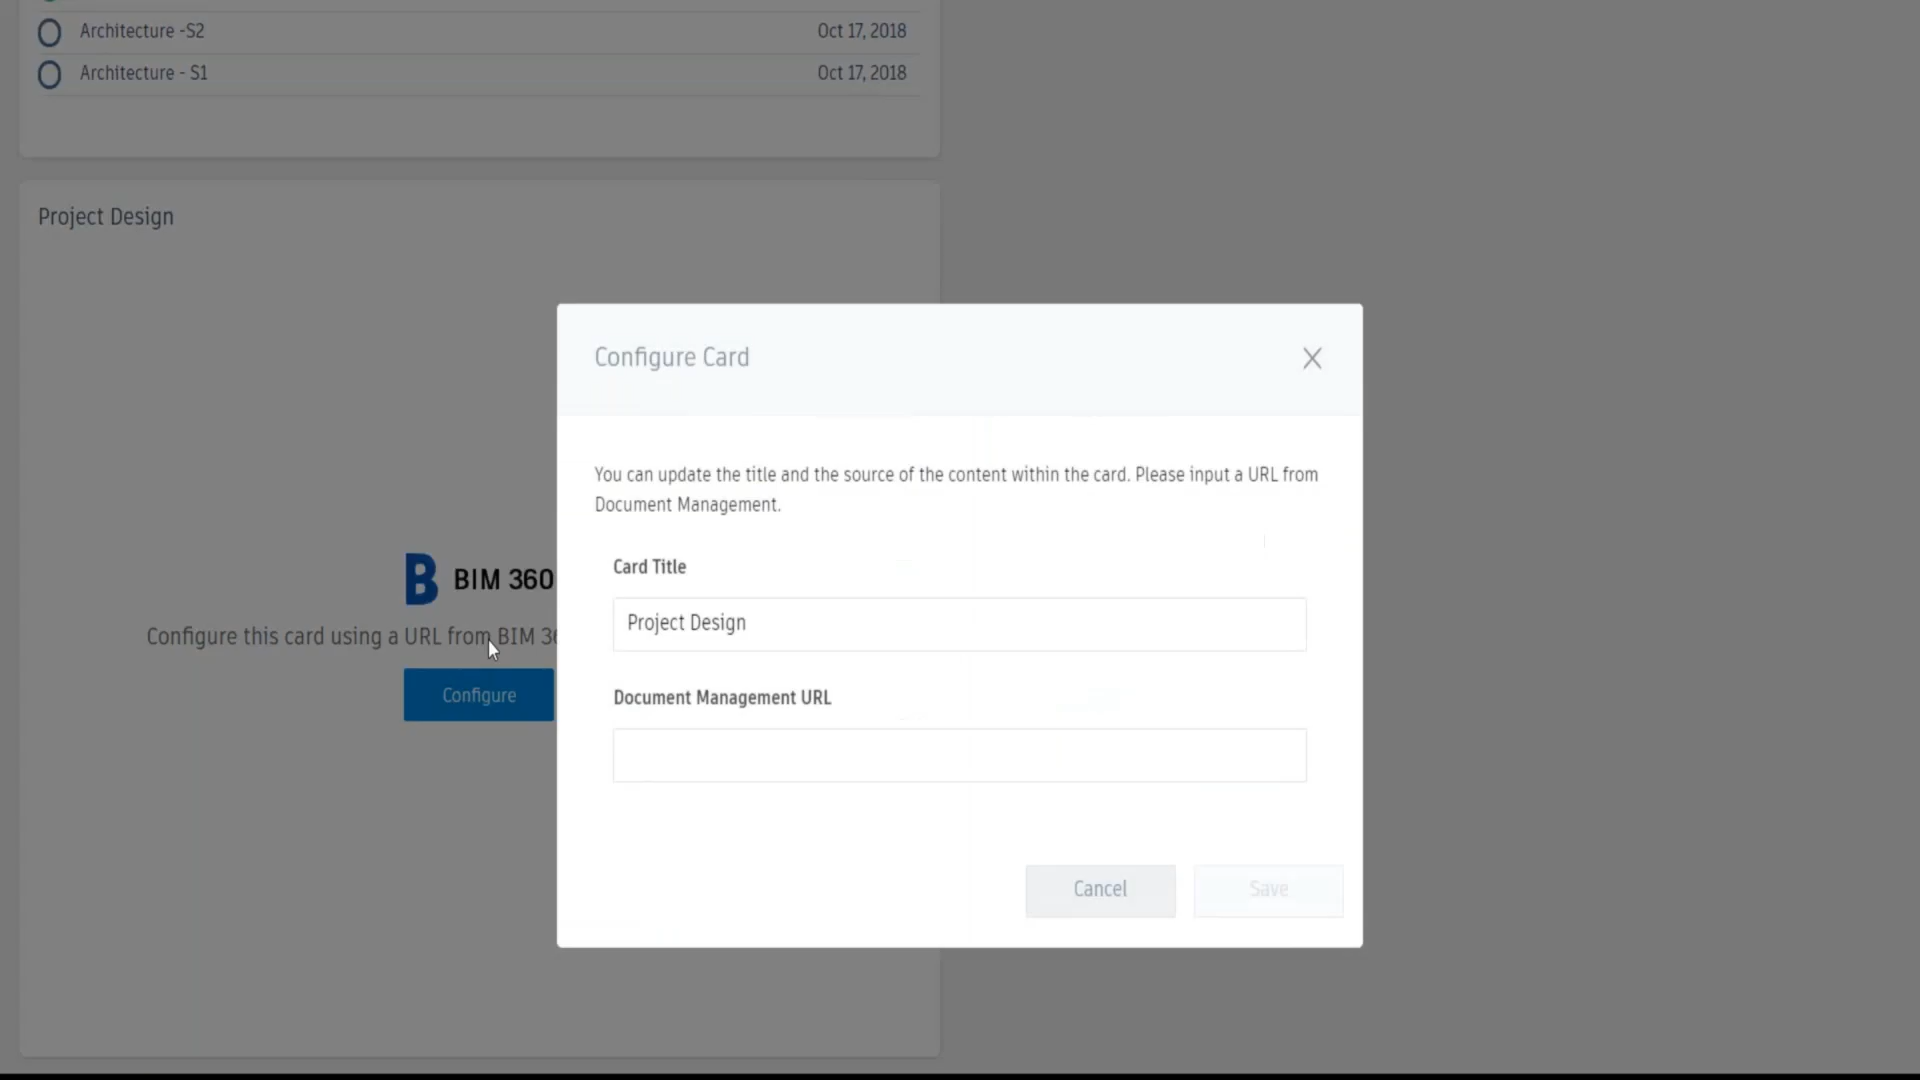 Architecture -S2 Oct 17, 2018
Architecture - S1 Oct 17, 2018
Project Design
B BIM 360
Configure this card using a URL from BIM 36
Configure
Configure Card
You can update the title and the source of the content within the card. Please input a URL from
Document Management.
Card Title
Project Design
Document Management URL
Cancel Save